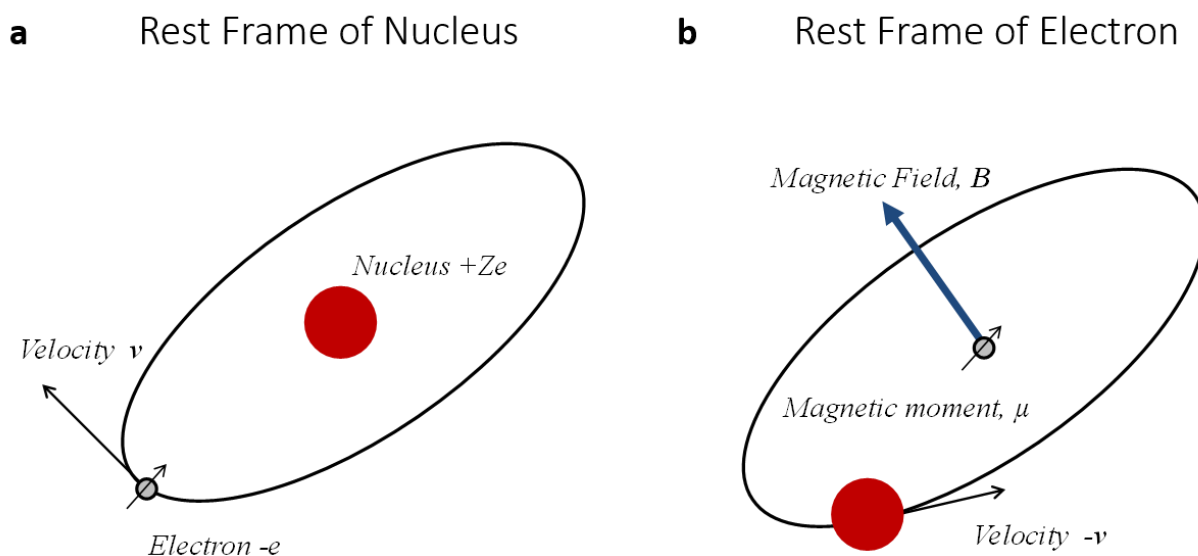 a Rest Frame of Nucleus
Nucleus +Ze
Velocity v
Electron -e
b Rest Frame of Electron
Magnetic Field, B
Magnetic moment, μ
Velocity -v